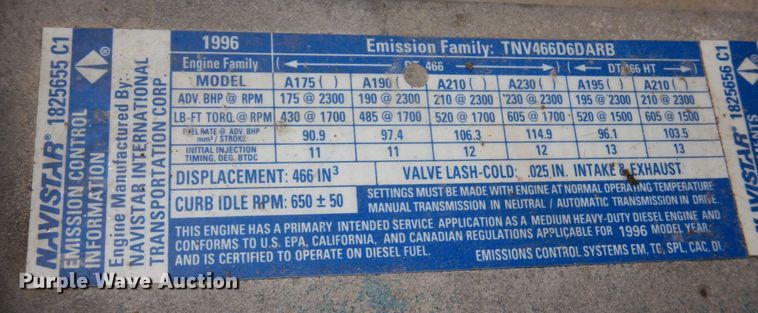 NAVISTAR® 1825655 C1
EMISSION CONTROL
INFORMATION
Engine Manufactured By:
NAVISTAR INTERNATIONAL
TRANSPORTATION CORP.
1996 Emission Family: TNV466D6DARB
Engine Family DT 466 DT 466 HT
MODEL A175 ( ) A190 ( ) A210 ( ) A230 ( ) A195 ( ) A210 ( )
ADV. BHP @ RPM 175 @ 2300 190 @ 2300 210 @ 2300 230 @ 2300 195 @ 2300 210 @ 2300
LB-FT TORQ @ RPM 430 @ 1700 485 @ 1700 520 @ 1700 605 @ 1700 520 @ 1500 605 @ 1500
FUEL RATE @ ADV. BHP mm³ / STROKE 90.9 97.4 106.3 114.9 96.1 103.5
INITIAL INJECTION TIMING, DEG. BTDC 11 11 12 12 13 13
DISPLACEMENT: 466 IN³ VALVE LASH-COLD: .025 IN. INTAKE & EXHAUST
CURB IDLE RPM: 650 ± 50
SETTINGS MUST BE MADE WITH ENGINE AT NORMAL OPERATING TEMPERATURE
MANUAL TRANSMISSION IN NEUTRAL / AUTOMATIC TRANSMISSION IN DRIVE.
THIS ENGINE HAS A PRIMARY INTENDED SERVICE APPLICATION AS A MEDIUM HEAVY-DUTY DIESEL ENGINE AND
CONFORMS TO U.S. EPA, CALIFORNIA, AND CANADIAN REGULATIONS APPLICABLE FOR 1996 MODEL YEAR,
AND IS CERTIFIED TO OPERATE ON DIESEL FUEL.
EMISSIONS CONTROL SYSTEMS EM, TC, SPL, CAC, DI.
NAVISTAR® 1825656 C1
Purple Wave Auction